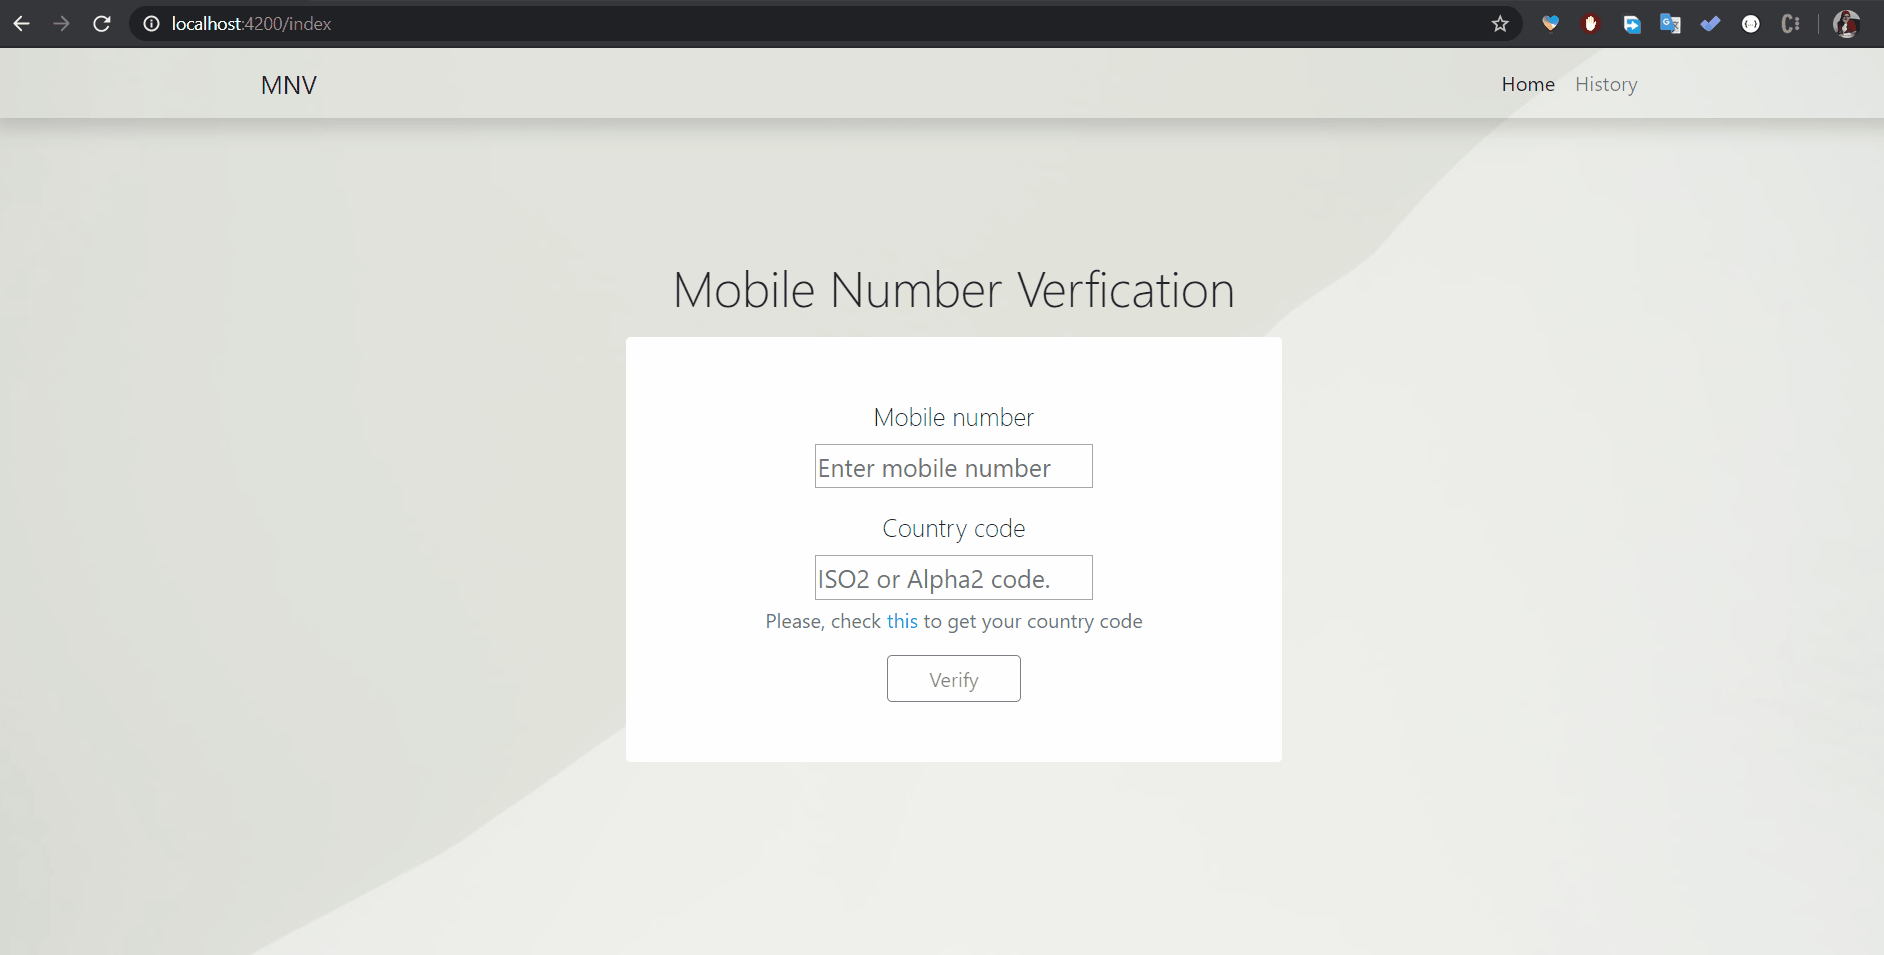 localhost:4200/index
MNV
Home History
Mobile Number Verfication
Mobile number
Enter mobile number
Country code
ISO2 or Alpha2 code.
Please, check this to get your country code
Verify